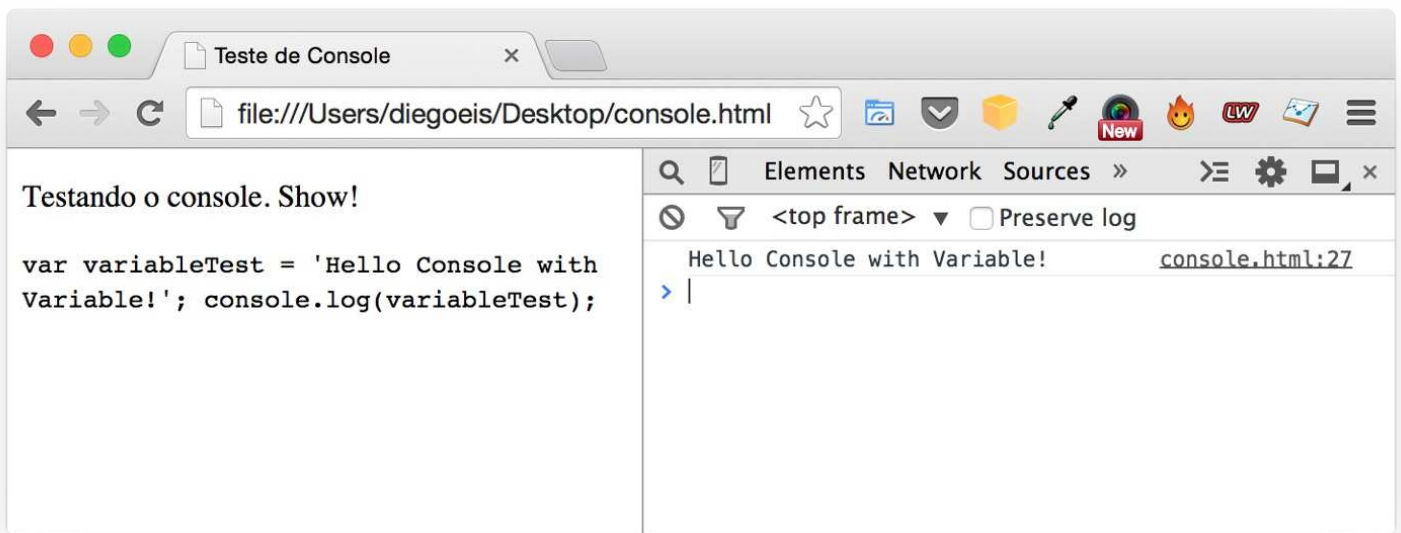 Teste de Console ×
file:///Users/diegoeis/Desktop/console.html
New
LW
Testando o console. Show!
var variableTest = 'Hello Console with
Variable!'; console.log(variableTest);
Elements Network Sources »
<top frame> ▼ Preserve log
Hello Console with Variable! console.html:27
>